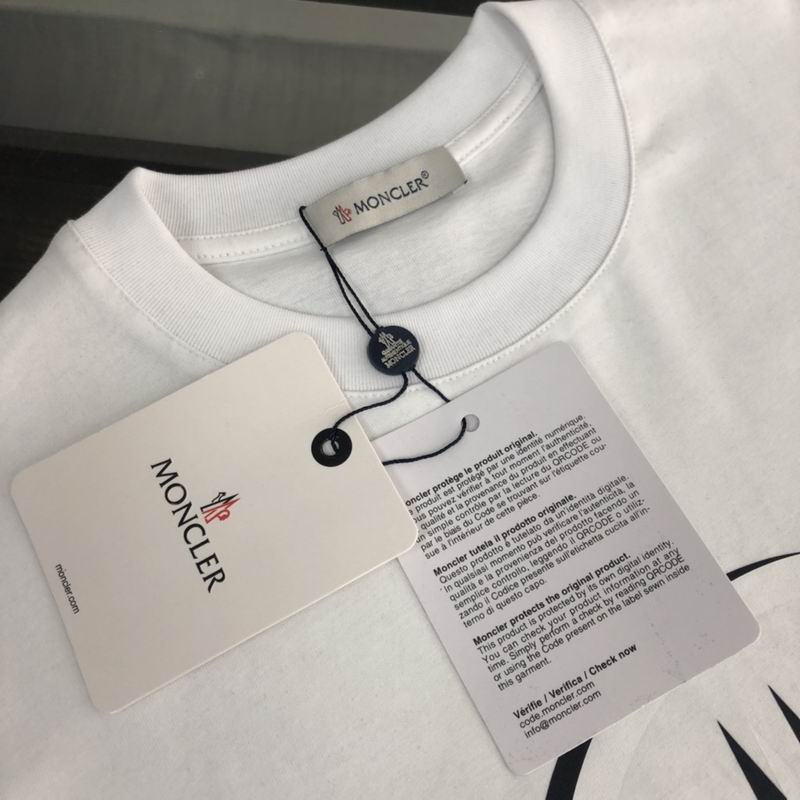 MONCLER®
GARANTIE
AUTHENTIQUE
MONCLER
MONCLER
moncler.com
oncler protège le produit original.
produit est protégé par une identité numérique.
us pouvez vérifier à tout moment l'authenticité,
qualité et la provenance du produit en effectuant
un simple contrôle par la lecture du QRCODE ou
par le biais du Code se trouvant sur l'étiquette cou-
sue à l'intérieur de cette pièce.
Moncler tutela il prodotto originale.
Questo prodotto è tutelato da un'identità digitale.
In qualsiasi momento può verificare l'autenticità, la
qualità e la provenienza del prodotto facendo un
semplice controllo, leggendo il QRCODE o utiliz-
zando il Codice presente sull'etichetta cucita all'in-
terno di questo capo.
Moncler protects the original product.
This product is protected by its own digital identity.
You can check your product information at any
time. Simply perform a check by reading QRCODE
or using the Code present on the label sewn inside
this garment.
Vérifie / Verifica / Check now
code.moncler.com
info@moncler.com